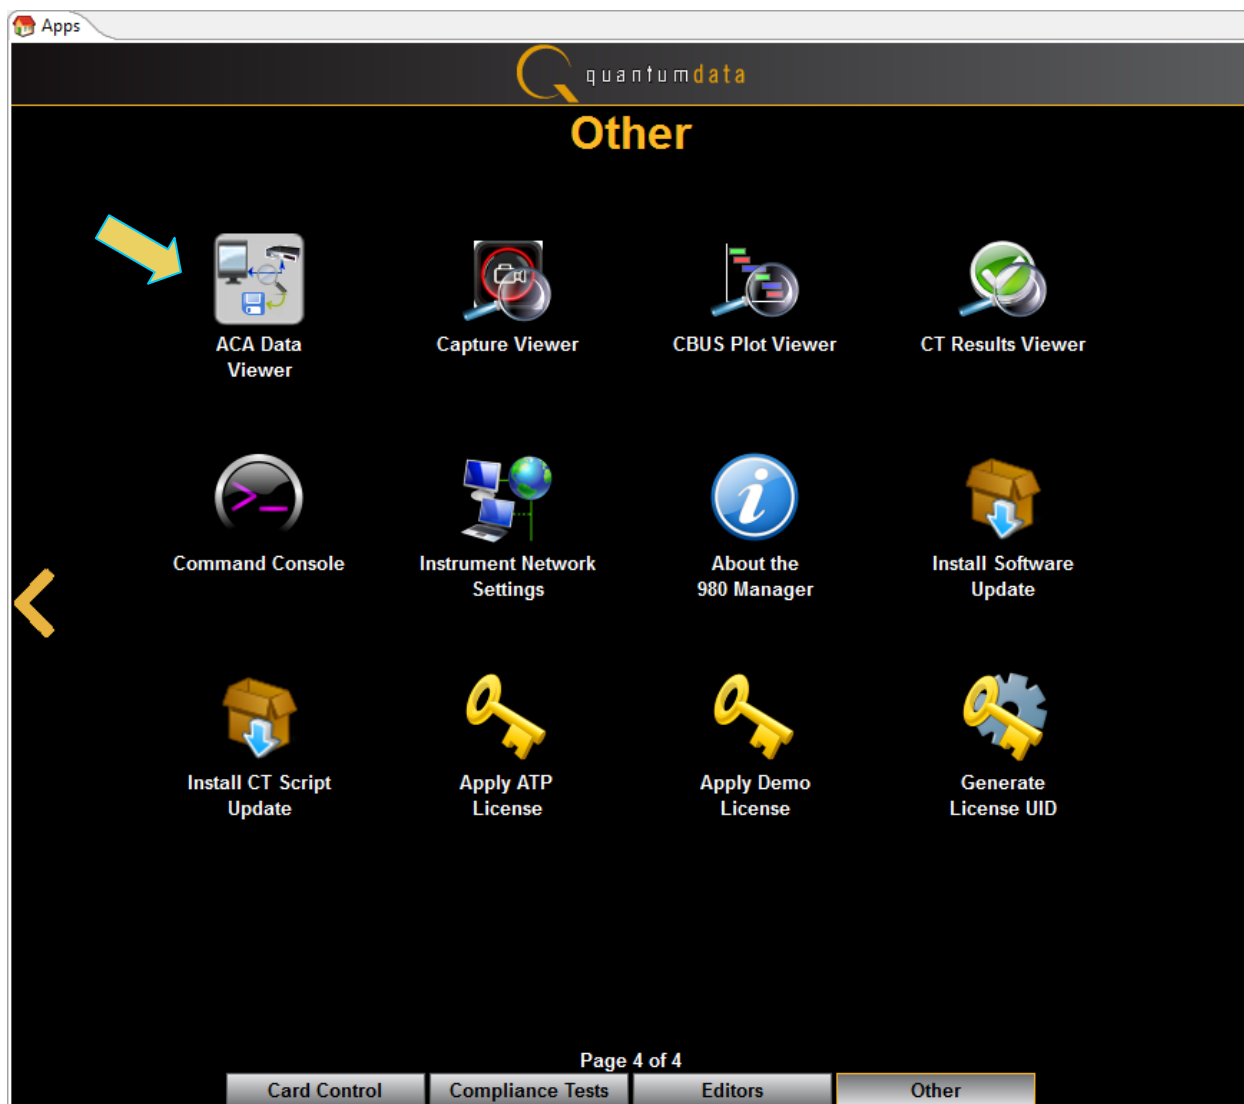 Apps
quantumdata
Other
ACA Data
Viewer
Capture Viewer
CBUS Plot Viewer
CT Results Viewer
Command Console
Instrument Network
Settings
About the
980 Manager
Install Software
Update
Install CT Script
Update
Apply ATP
License
Apply Demo
License
Generate
License UID
Page 4 of 4
Card Control
Compliance Tests
Editors
Other